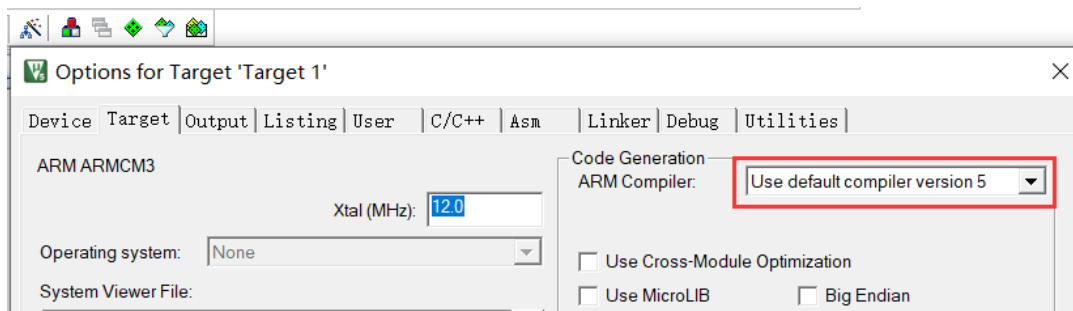 Options for Target 'Target 1'
Device Target Output Listing User C/C++ Asm Linker Debug Utilities
ARM ARMCM3
Code Generation
ARM Compiler: Use default compiler version 5
Xtal (MHz): 12.0
Operating system: None
Use Cross-Module Optimization
System Viewer File:
Use MicroLIB Big Endian